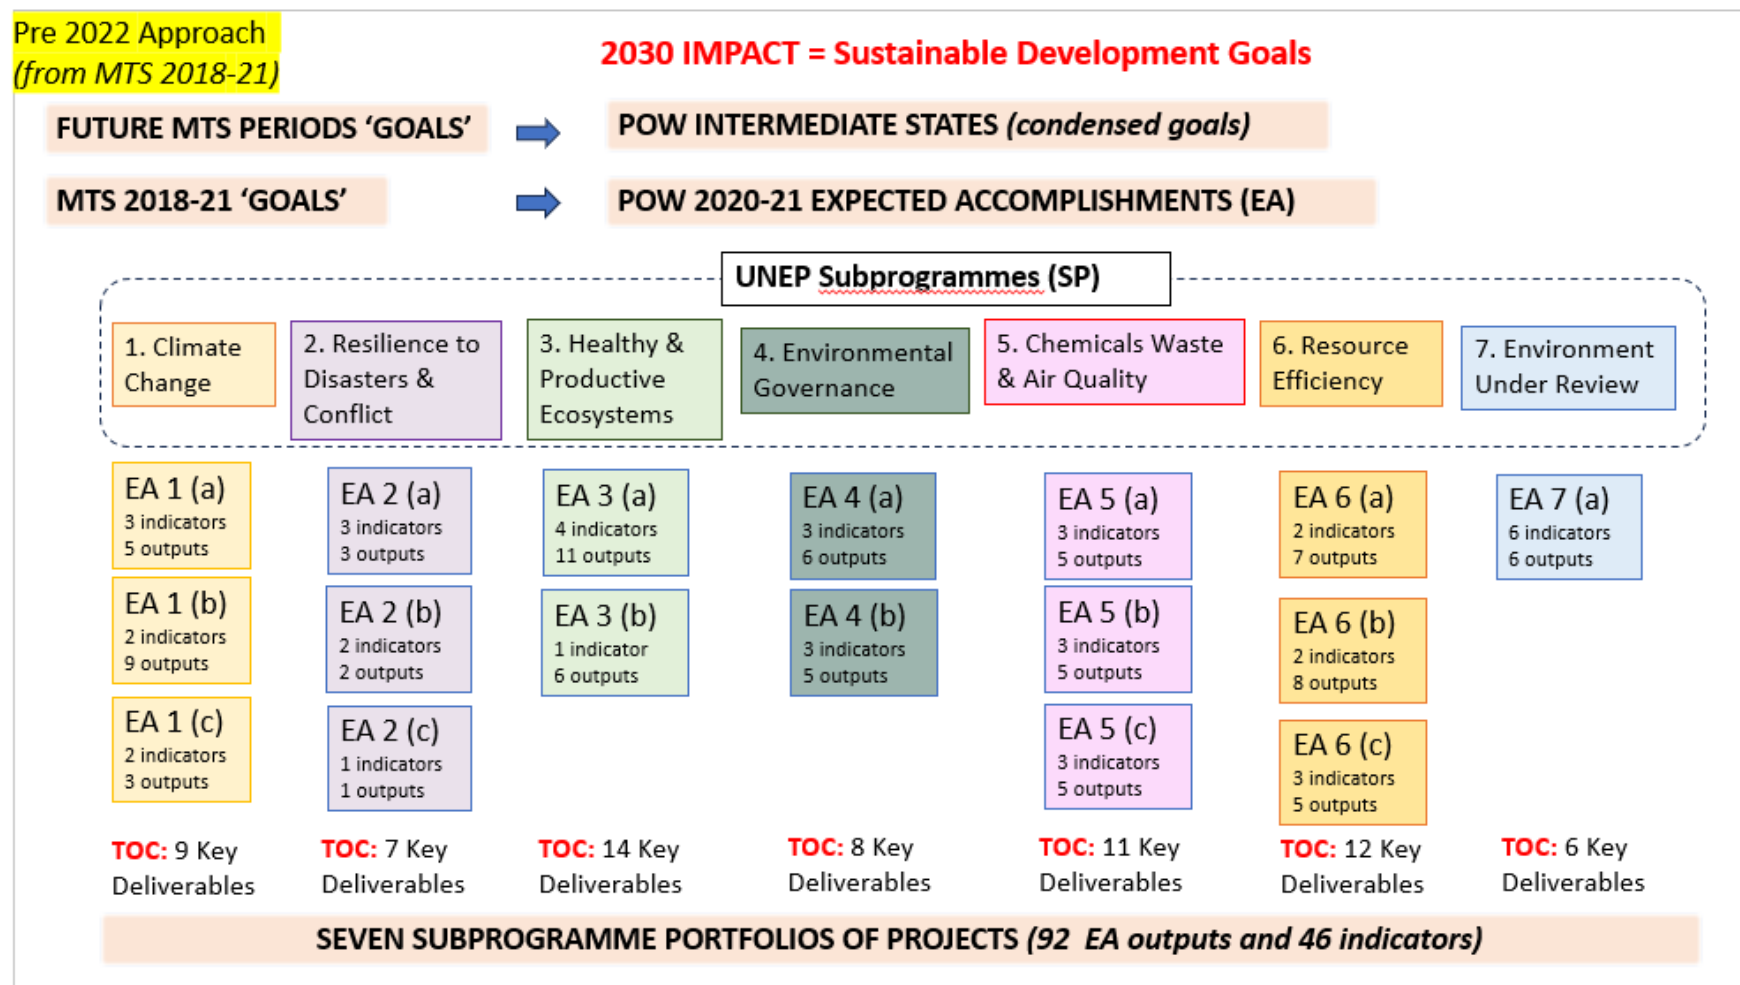 Pre 2022 Approach
(from MTS 2018-21)
2030 IMPACT = Sustainable Development Goals
FUTURE MTS PERIODS ‘GOALS’
POW INTERMEDIATE STATES (condensed goals)
MTS 2018-21 ‘GOALS’
POW 2020-21 EXPECTED ACCOMPLISHMENTS (EA)
UNEP Subprogrammes (SP)
1. Climate
Change
2. Resilience to
Disasters &
Conflict
3. Healthy &
Productive
Ecosystems
4. Environmental
Governance
5. Chemicals Waste
& Air Quality
6. Resource
Efficiency
7. Environment
Under Review
EA 1 (a)
3 indicators
5 outputs
EA 2 (a)
3 indicators
3 outputs
EA 3 (a)
4 indicators
11 outputs
EA 4 (a)
3 indicators
6 outputs
EA 5 (a)
3 indicators
5 outputs
EA 6 (a)
2 indicators
7 outputs
EA 7 (a)
6 indicators
6 outputs
EA 1 (b)
2 indicators
9 outputs
EA 2 (b)
2 indicators
2 outputs
EA 3 (b)
1 indicator
6 outputs
EA 4 (b)
3 indicators
5 outputs
EA 5 (b)
3 indicators
5 outputs
EA 6 (b)
2 indicators
8 outputs
EA 1 (c)
2 indicators
3 outputs
EA 2 (c)
1 indicators
1 outputs
EA 5 (c)
3 indicators
5 outputs
EA 6 (c)
3 indicators
5 outputs
TOC: 9 Key
Deliverables
TOC: 7 Key
Deliverables
TOC: 14 Key
Deliverables
TOC: 8 Key
Deliverables
TOC: 11 Key
Deliverables
TOC: 12 Key
Deliverables
TOC: 6 Key
Deliverables
SEVEN SUBPROGRAMME PORTFOLIOS OF PROJECTS (92 EA outputs and 46 indicators)